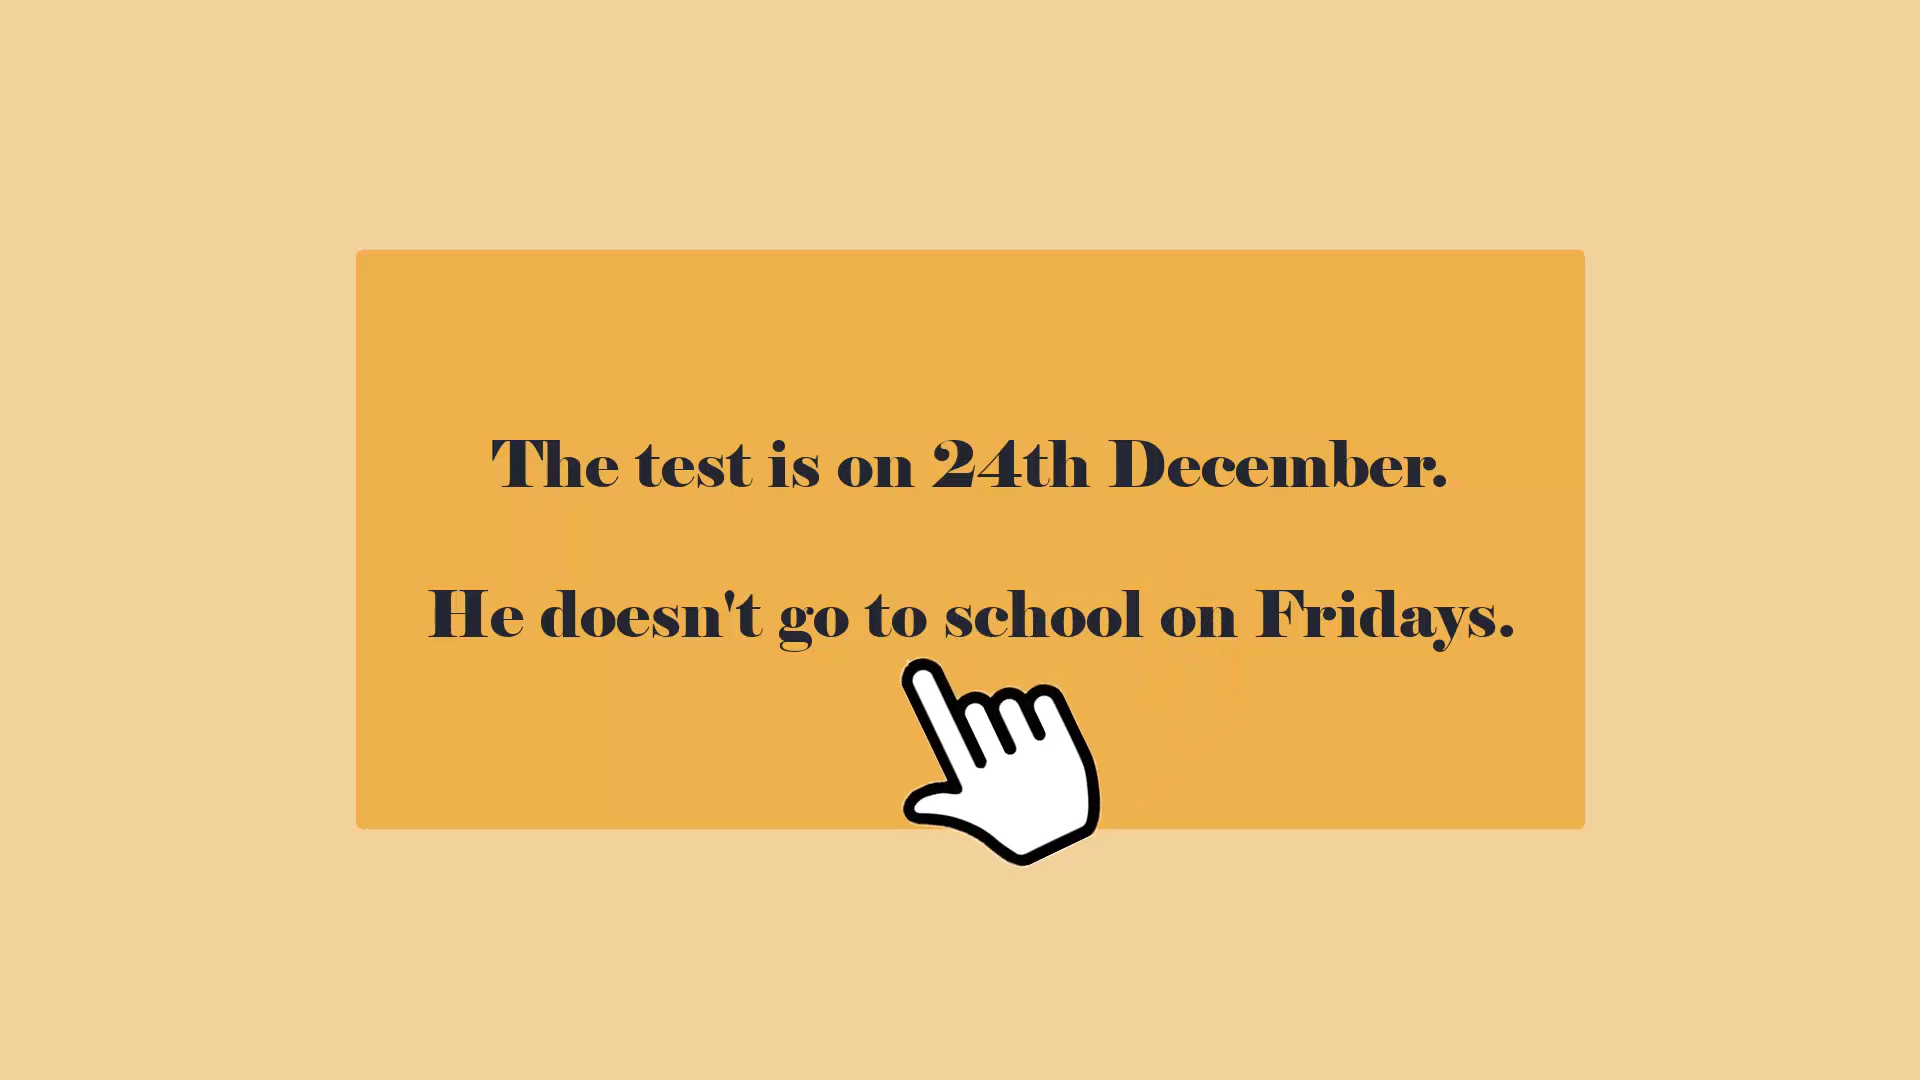 The test is on 24th December.
He doesn't go to school on Fridays.